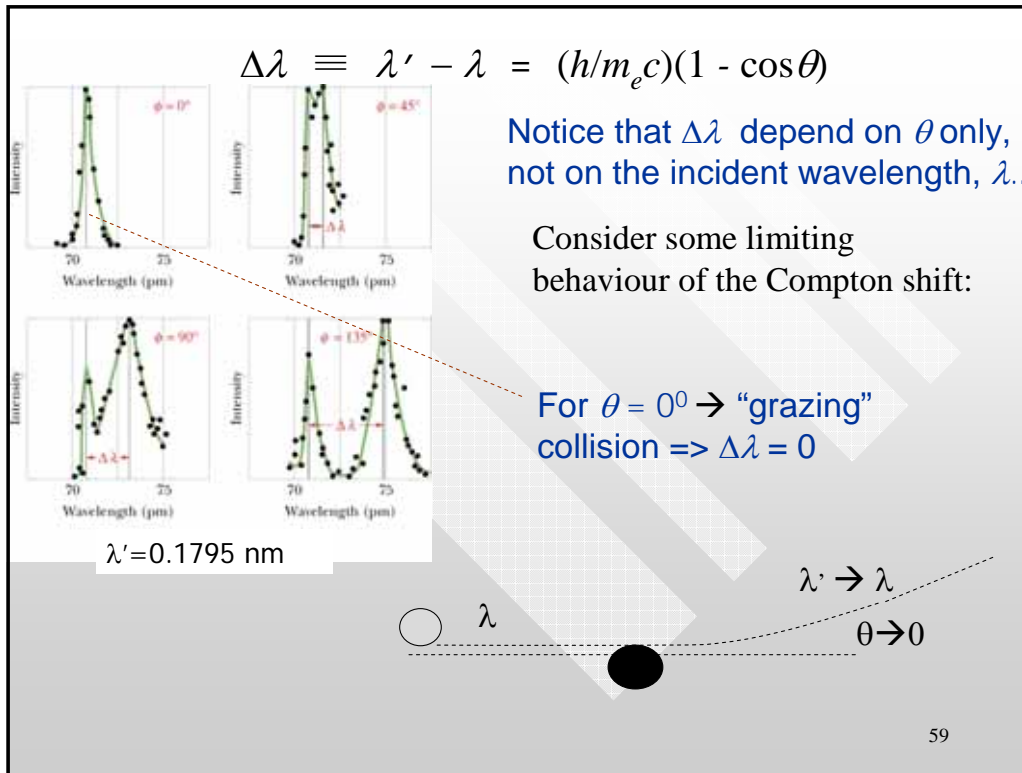 Δλ ≡ λ′ − λ = (h/mₑc)(1 - cosθ)
Notice that Δλ depend on θ only,
not on the incident wavelength, λ..
Consider some limiting
behaviour of the Compton shift:
For θ = 0⁰ → “grazing”
collision => Δλ = 0
Intensity
ϕ = 0°
70 75
Wavelength (pm)
Intensity
ϕ = 45°
Δλ
70 75
Wavelength (pm)
Intensity
ϕ = 90°
Δλ
70 75
Wavelength (pm)
Intensity
ϕ = 135°
Δλ
70 75
Wavelength (pm)
λ′=0.1795 nm
λ
λ’ → λ
θ→0
59